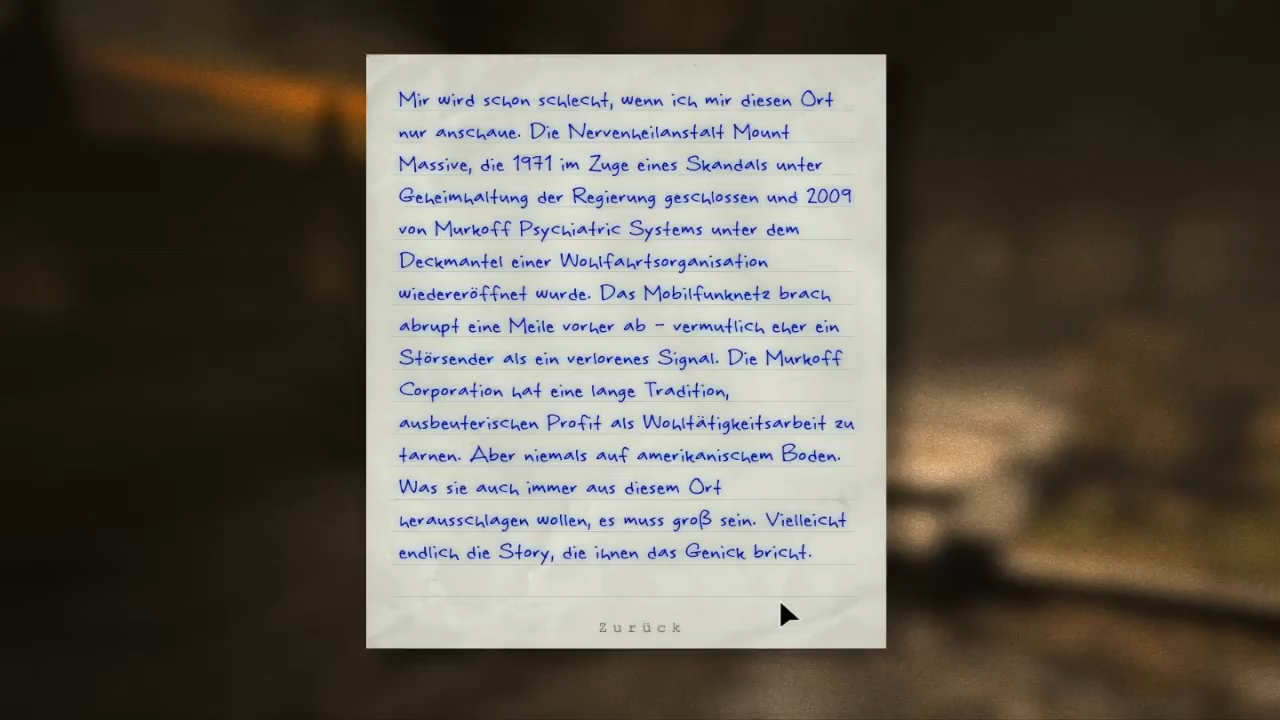 Mir wird schon schlecht, wenn ich mir diesen Ort
nur anschaue. Die Nervenheilanstalt Mount
Massive, die 1971 im Zuge eines Skandals unter
Geheimhaltung der Regierung geschlossen und 2009
von Murkoff Psychiatric Systems unter dem
Deckmantel einer Wohlfahrtsorganisation
wiedereröffnet wurde. Das Mobilfunknetz brach
abrupt eine Meile vorher ab - vermutlich eher ein
Störsender als ein verlorenes Signal. Die Murkoff
Corporation hat eine lange Tradition,
ausbeuterischen Profit als Wohltätigkeitsarbeit zu
tarnen. Aber niemals auf amerikanischem Boden.
Was sie auch immer aus diesem Ort
herausschlagen wollen, es muss groß sein. Vielleicht
endlich die Story, die ihnen das Genick bricht.
Zurück